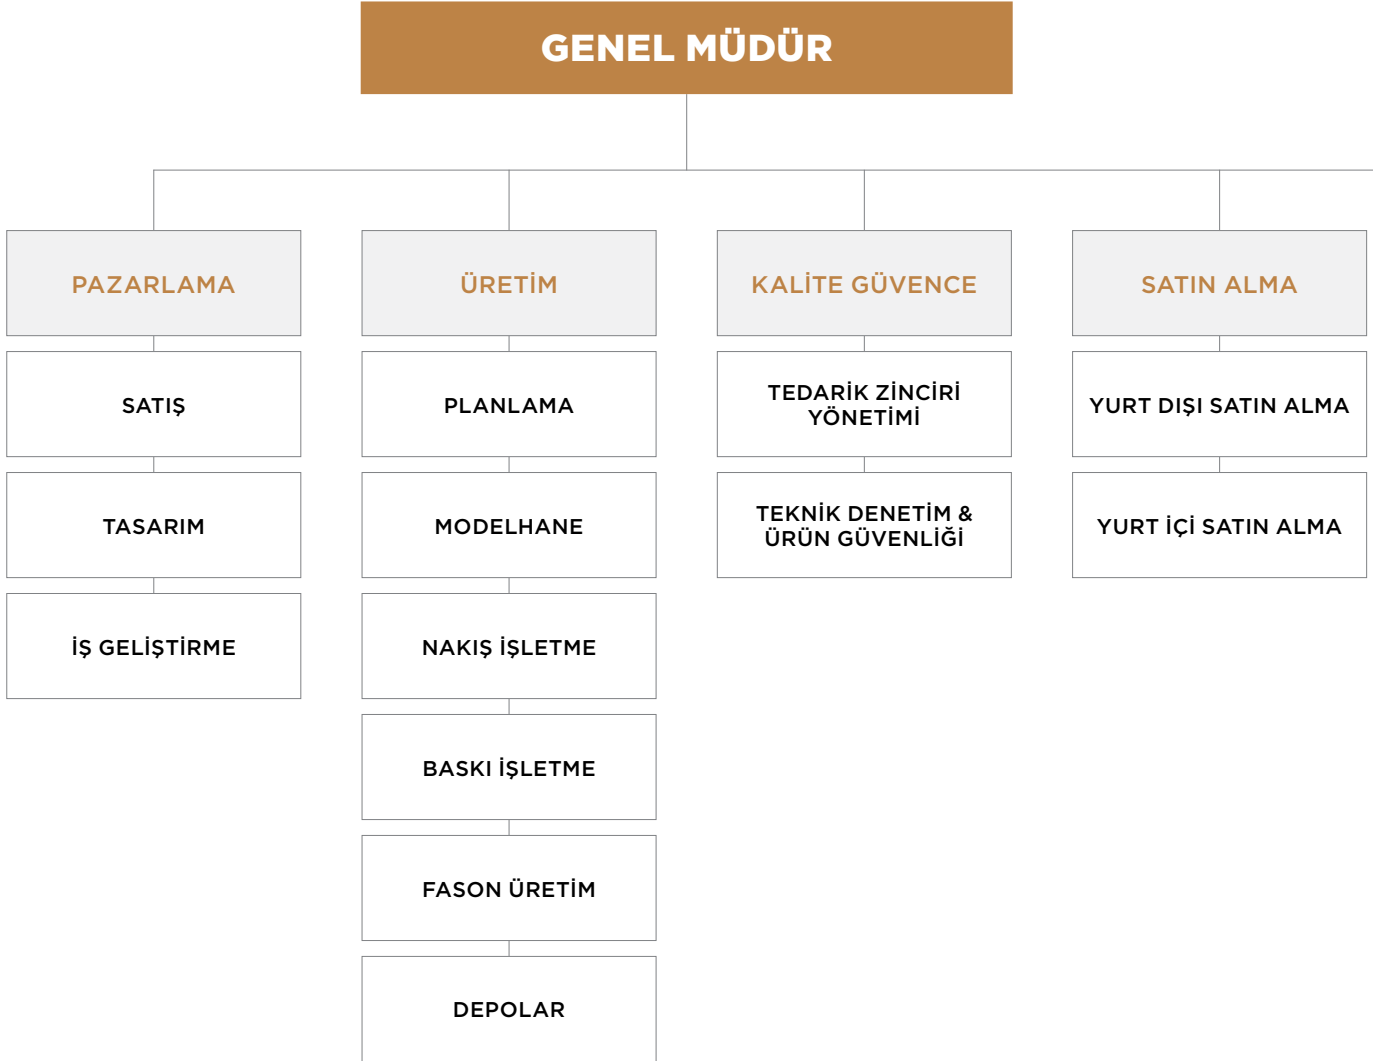 GENEL MÜDÜR
PAZARLAMA
SATIŞ
TASARIM
İŞ GELİŞTİRME
ÜRETİM
PLANLAMA
MODELHANE
NAKIŞ İŞLETME
BASKI İŞLETME
FASON ÜRETİM
DEPOLAR
KALİTE GÜVENCE
TEDARİK ZİNCİRİ
YÖNETİMİ
TEKNİK DENETİM &
ÜRÜN GÜVENLİĞİ
SATIN ALMA
YURT DIŞI SATIN ALMA
YURT İÇİ SATIN ALMA